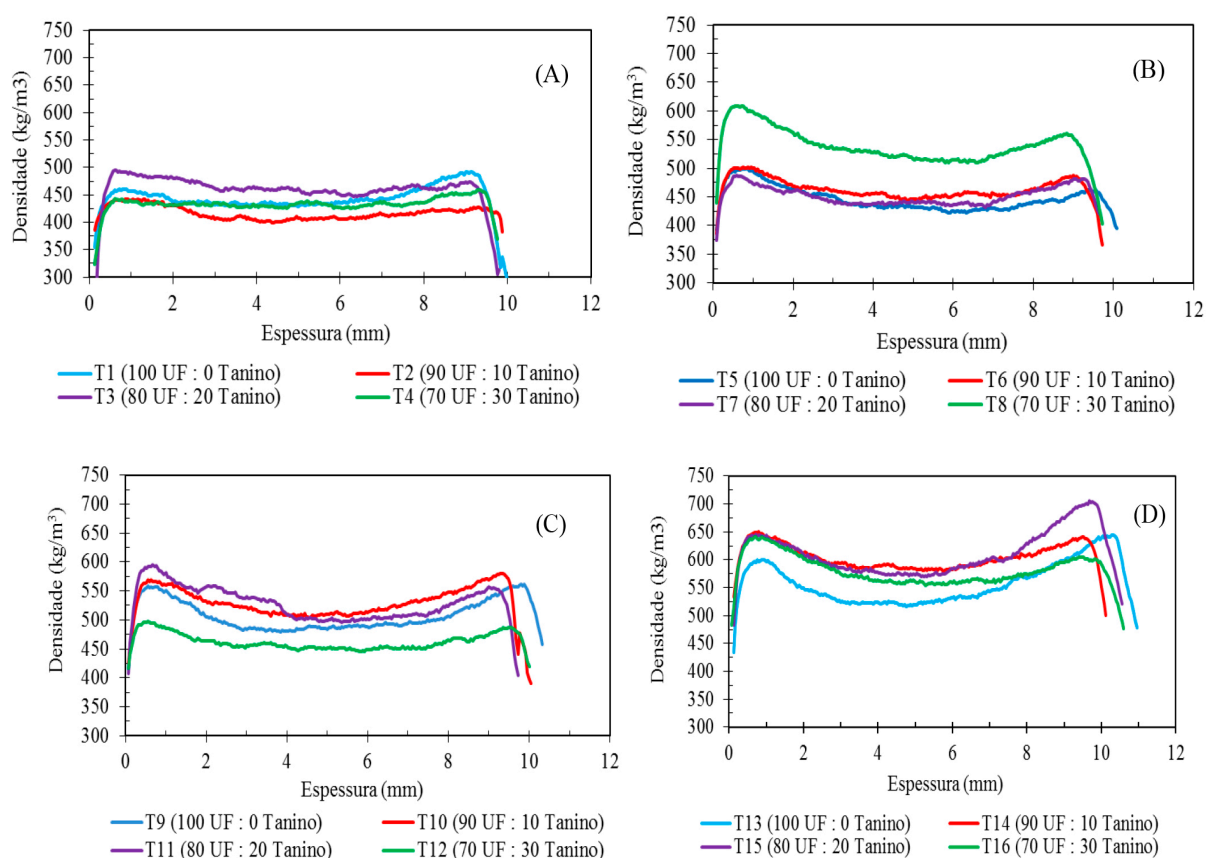 (A)
Densidade (kg/m3)
750
700
650
600
550
500
450
400
350
300
0 2 4 6 8 10 12
Espessura (mm)
T1 (100 UF : 0 Tanino) T2 (90 UF : 10 Tanino)
T3 (80 UF : 20 Tanino) T4 (70 UF : 30 Tanino)
(B)
Densidade (kg/m³)
750
700
650
600
550
500
450
400
350
300
0 2 4 6 8 10 12
Espessura (mm)
T5 (100 UF : 0 Tanino) T6 (90 UF : 10 Tanino)
T7 (80 UF : 20 Tanino) T8 (70 UF : 30 Tanino)
(C)
Densidade (kg/m³)
750
700
650
600
550
500
450
400
350
300
0 2 4 6 8 10 12
Espessura (mm)
T9 (100 UF : 0 Tanino) T10 (90 UF : 10 Tanino)
T11 (80 UF : 20 Tanino) T12 (70 UF : 30 Tanino)
(D)
Densidade (kg/m3)
750
700
650
600
550
500
450
400
350
300
0 2 4 6 8 10 12
Espessura (mm)
T13 (100 UF : 0 Tanino) T14 (90 UF : 10 Tanino)
T15 (80 UF : 20 Tanino) T16 (70 UF : 30 Tanino)